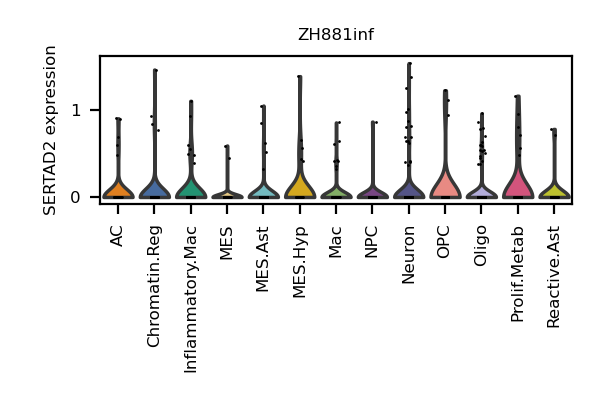 ZH881inf
SERTAD2 expression
1
0
AC
Chromatin.Reg
Inflammatory.Mac
MES
MES.Ast
MES.Hyp
Mac
NPC
Neuron
OPC
Oligo
Prolif.Metab
Reactive.Ast